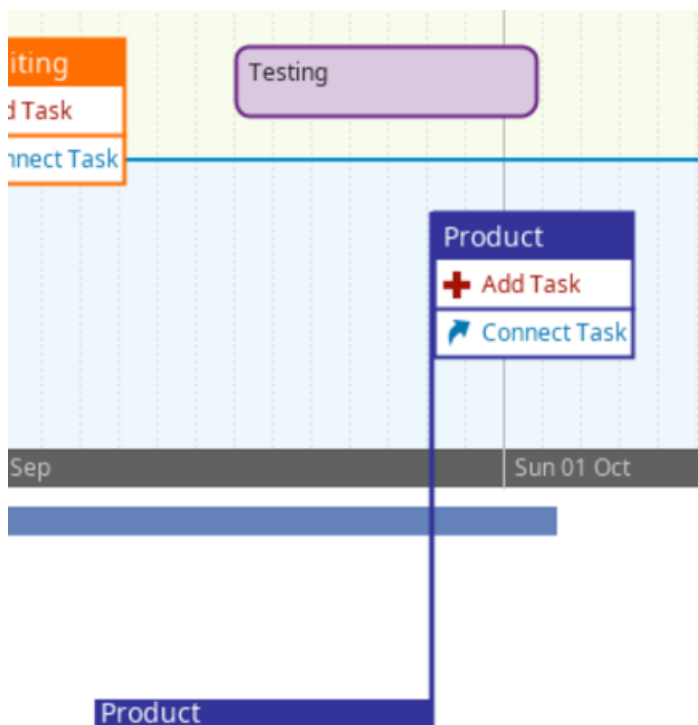 iting
Testing
d Task
nnect Task
Product
Add Task
Connect Task
Sep
Sun 01 Oct
Product